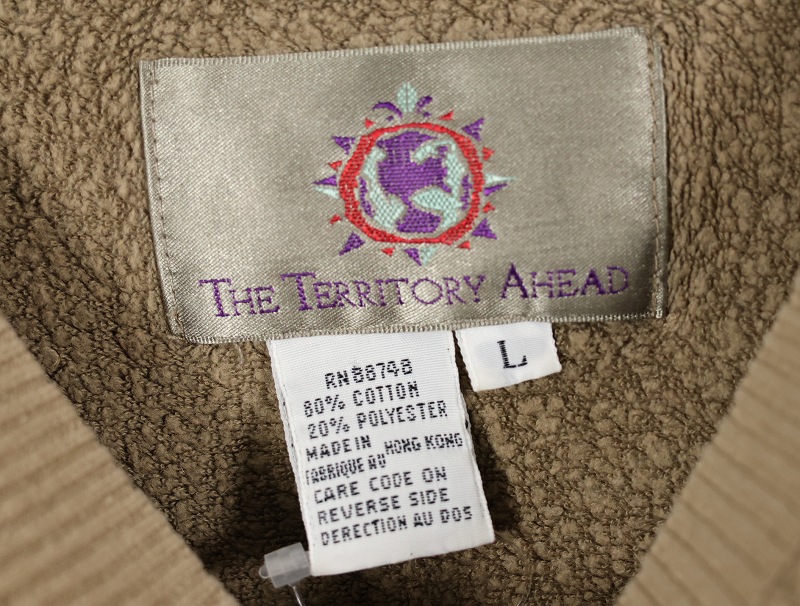 THE TERRITORY AHEAD
L
RN88748
80% COTTON
20% POLYESTER
MADE IN HONG KONG
FABRIQUE AU
CARE CODE ON
REVERSE SIDE
DERECTION AU DOS